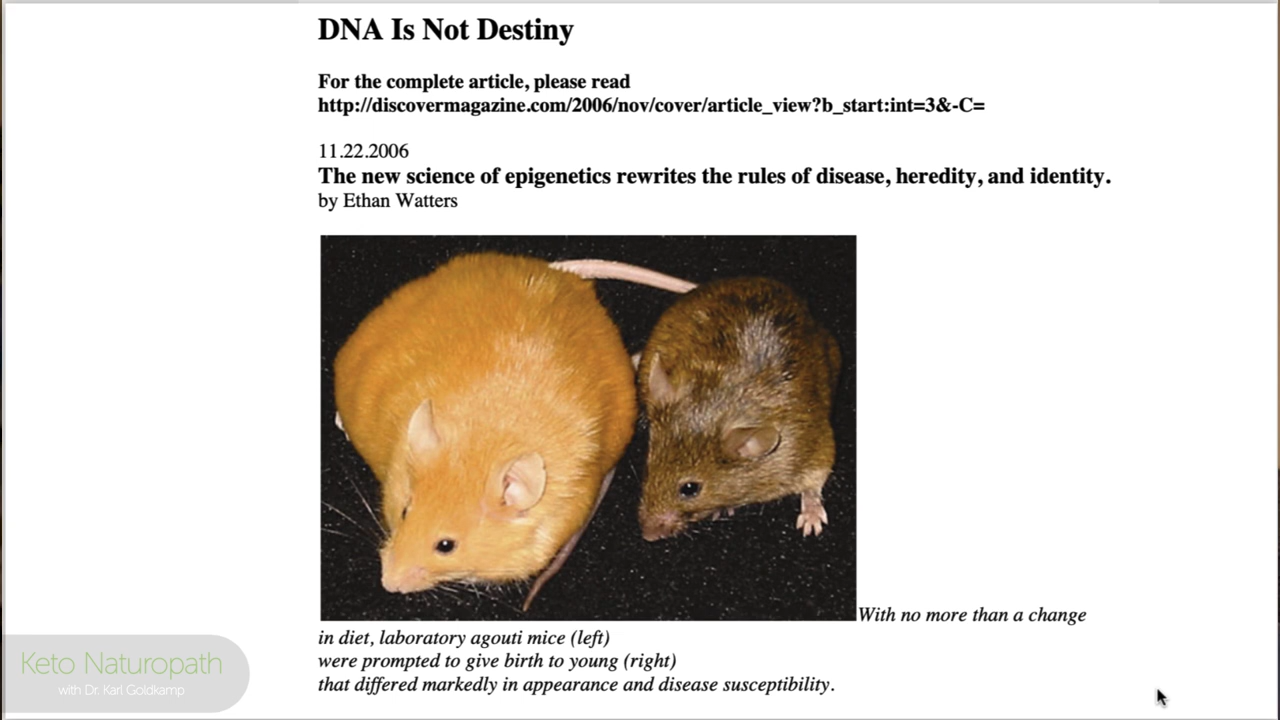 DNA Is Not Destiny
For the complete article, please read
http://discovermagazine.com/2006/nov/cover/article_view?b_start:int=3&-C=
11.22.2006
The new science of epigenetics rewrites the rules of disease, heredity, and identity.
by Ethan Watters
With no more than a change
in diet, laboratory agouti mice (left)
were prompted to give birth to young (right)
that differed markedly in appearance and disease susceptibility.
Keto Naturopath
with Dr. Karl Goldkamp